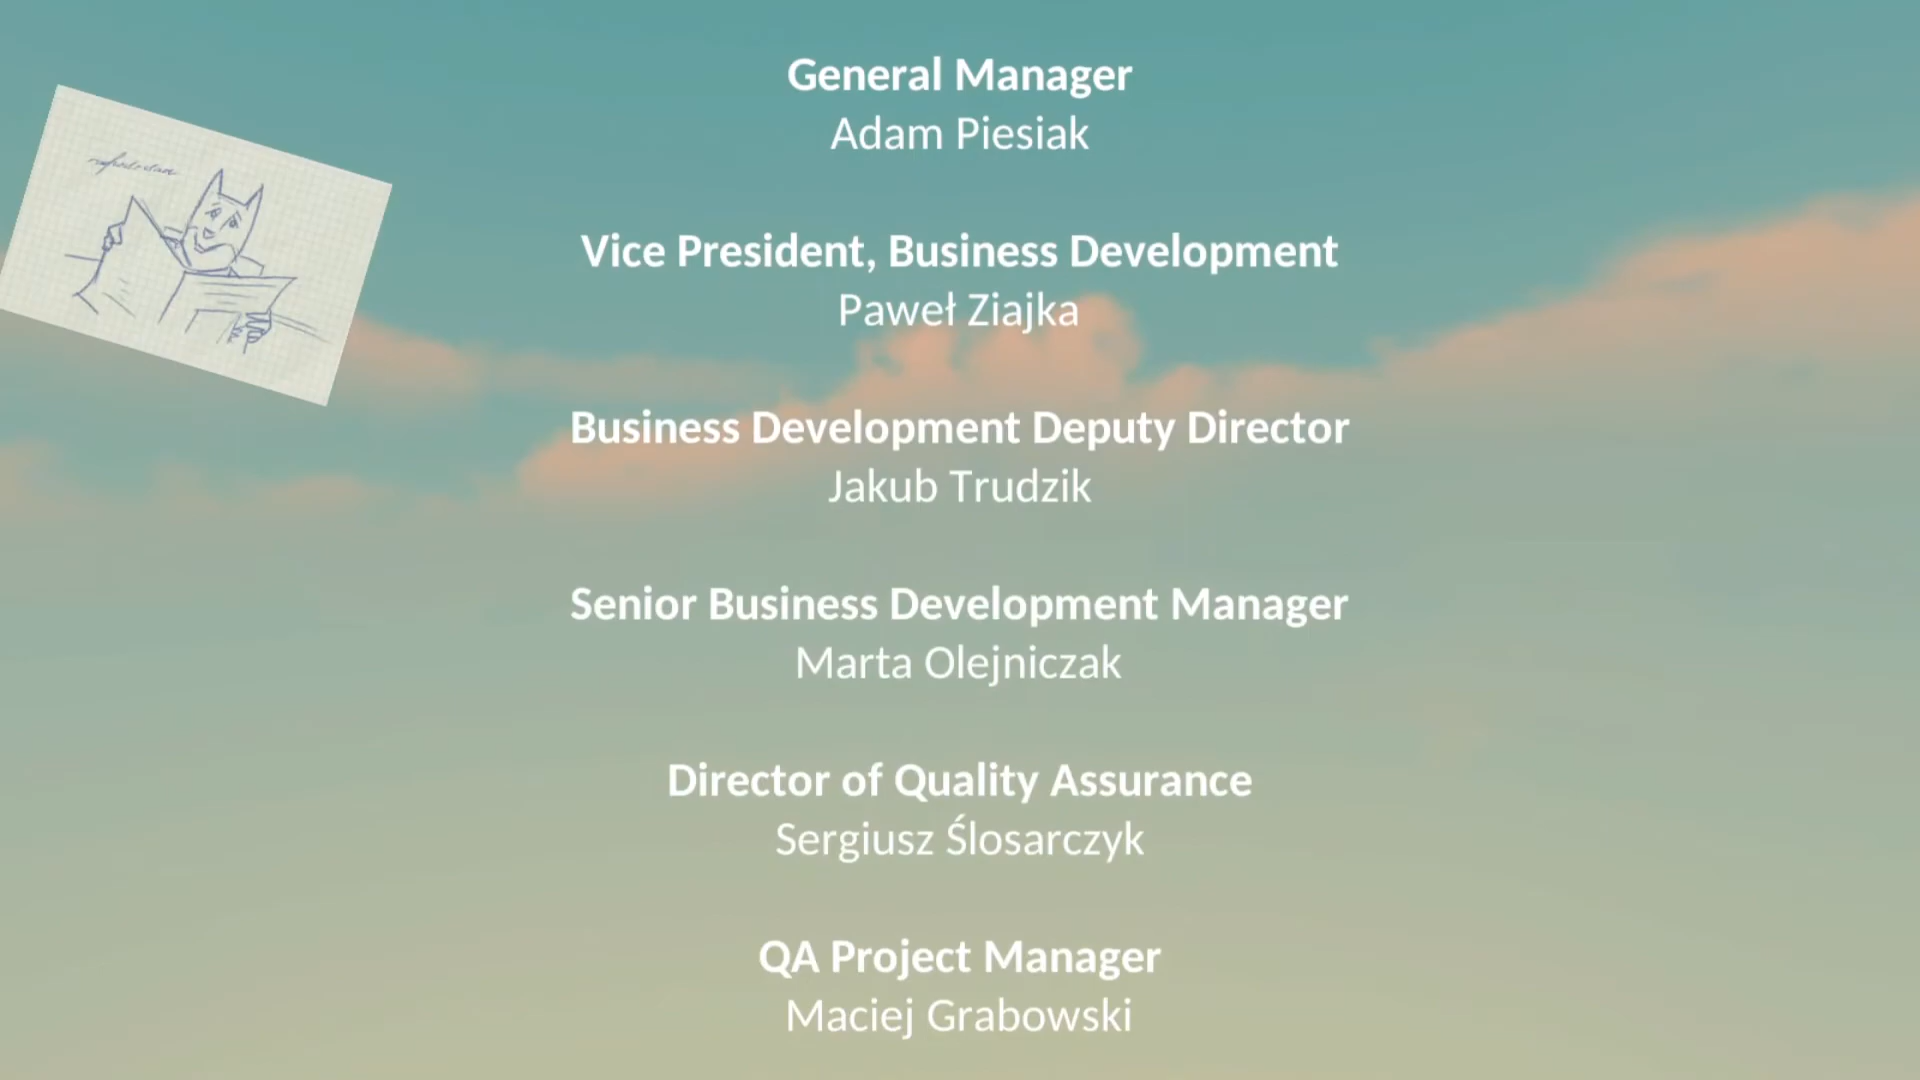 General Manager
Adam Piesiak
Vice President, Business Development
Paweł Ziajka
Business Development Deputy Director
Jakub Trudzik
Senior Business Development Manager
Marta Olejniczak
Director of Quality Assurance
Sergiusz Ślosarczyk
QA Project Manager
Maciej Grabowski